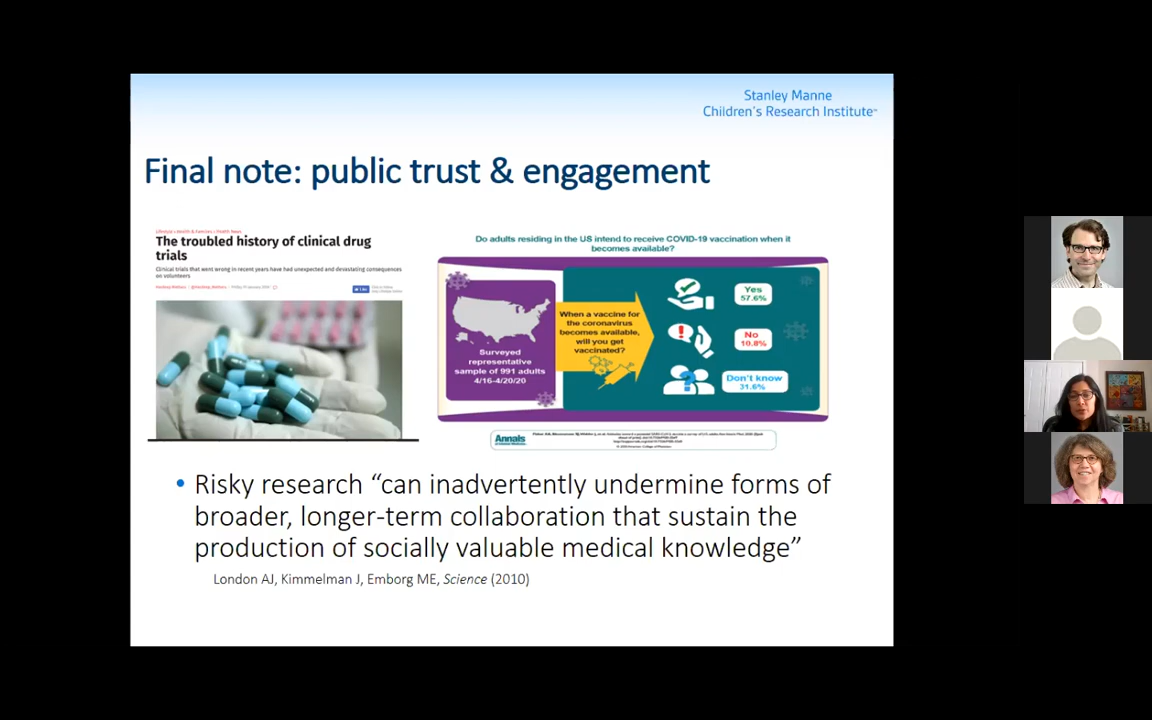 Stanley Manne
Children's Research Institute
Final note: public trust & engagement
Lifestyle > Health & Families > Health News
The troubled history of clinical drug
trials
Clinical trials that went wrong in recent years have had unexpected and devastating consequences
on volunteers
Do adults residing in the US intend to receive COVID-19 vaccination when it
becomes available?
Surveyed
representative
sample of 991 adults
4/16-4/20/20
When a vaccine for
the coronavirus
becomes available,
will you get
vaccinated?
Yes
57.6%
No
10.8%
Don't know
31.6%
Annals
• Risky research “can inadvertently undermine forms of
broader, longer-term collaboration that sustain the
production of socially valuable medical knowledge”
London AJ, Kimmelman J, Emborg ME, Science (2010)